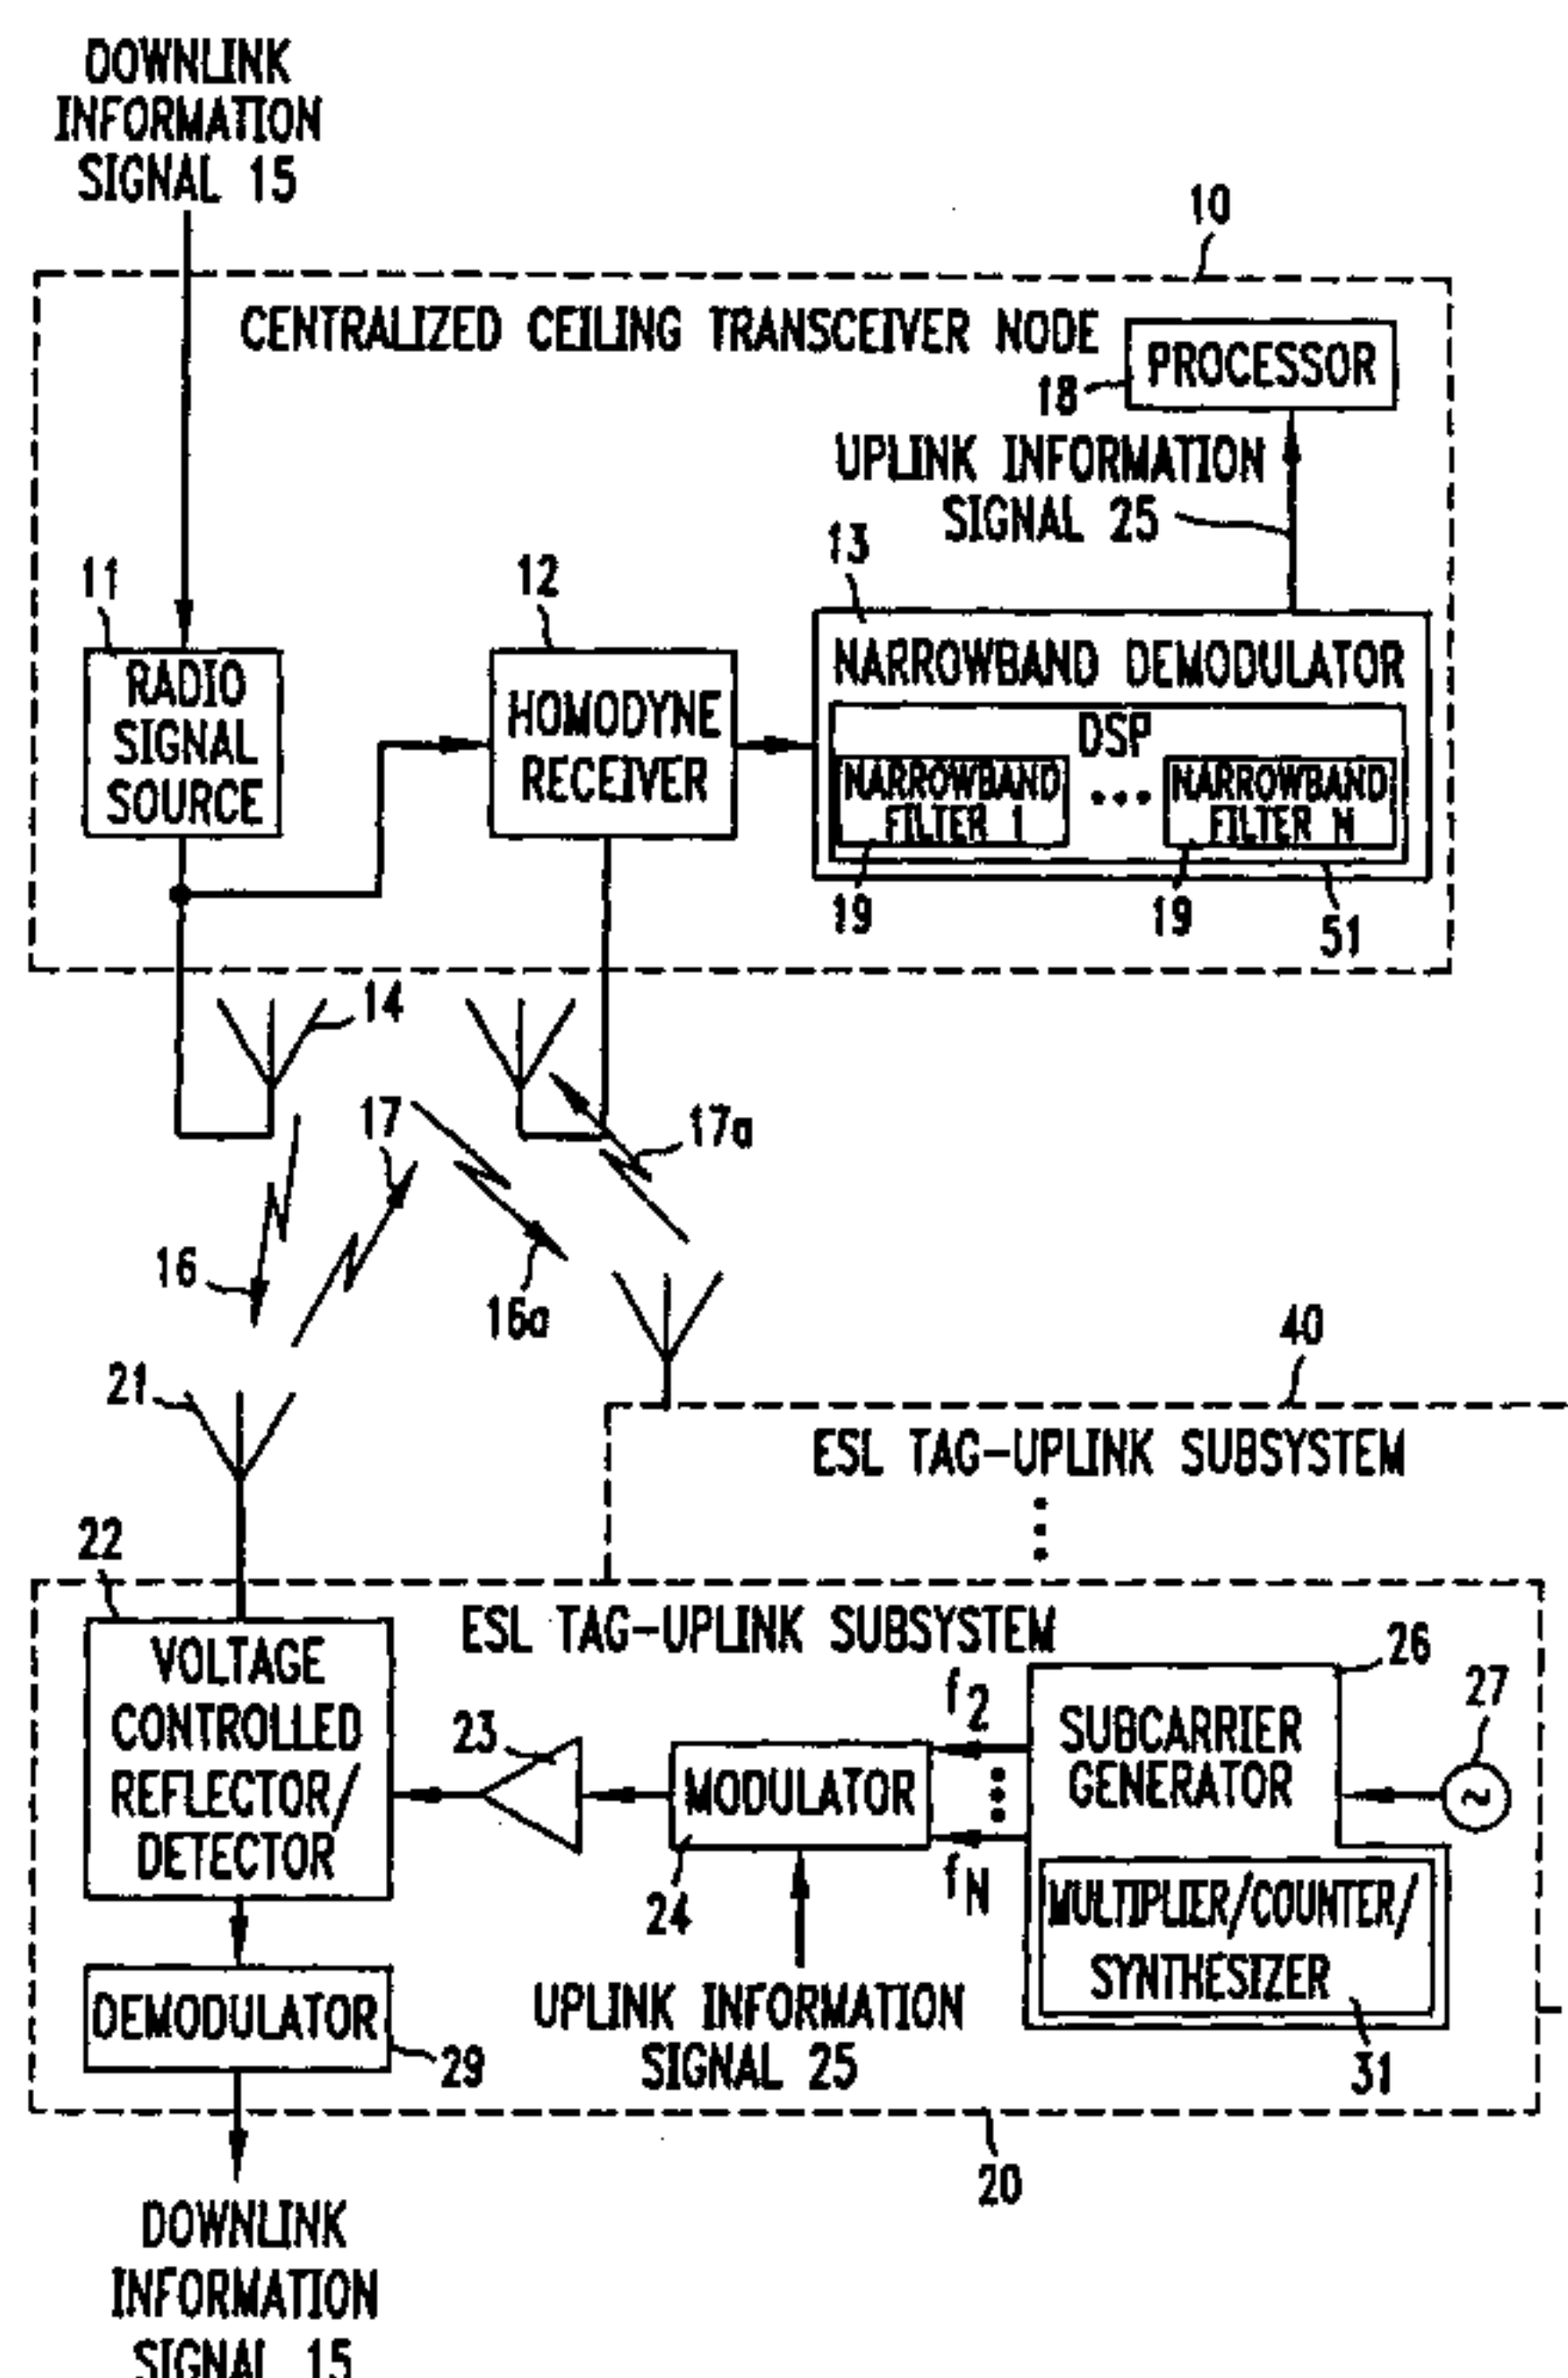 DOWNLINK
INFORMATION
SIGNAL 15
10
CENTRALIZED CEILING TRANSCEIVER NODE
PROCESSOR
18
UPLINK INFORMATION
SIGNAL 25
11
12
13
RADIO
SIGNAL
SOURCE
HOMODYNE
RECEIVER
NARROWBAND DEMODULATOR
DSP
NARROWBAND
FILTER 1
NARROWBAND
FILTER N
19
19
51
14
17
17a
16
16a
21
40
ESL TAG-UPLINK SUBSYSTEM
22
ESL TAG-UPLINK SUBSYSTEM
26
27
VOLTAGE
CONTROLLED
REFLECTOR/
DETECTOR
23
MODULATOR
24
f2
fN
SUBCARRIER
GENERATOR
~
MULTIPLIER/COUNTER/
SYNTHESIZER
31
UPLINK INFORMATION
SIGNAL 25
DEMODULATOR
29
20
DOWNLINK
INFORMATION
SIGNAL 15